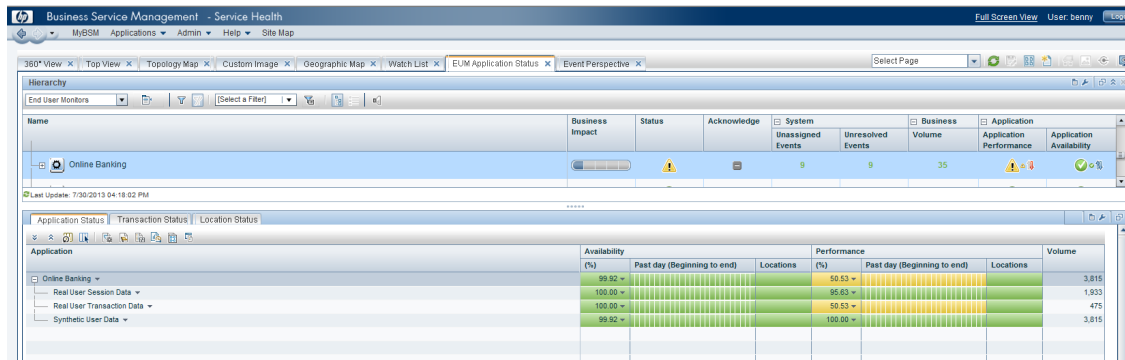 hp Business Service Management - Service Health Full Screen View User: benny
MyBSM Applications Admin Help Site Map
360° View X Top View X Topology Map X Custom Image X Geographic Map X Watch List X EUM Application Status X Event Perspective X Select Page
Hierarchy
End User Monitors [Select a Filter]
Name Business Impact Status Acknowledge System Business Application
Unassigned Events Unresolved Events Volume Application Performance Application Availability
Online Banking 9 9 35
Last Update: 7/30/2013 04:18:02 PM
Application Status Transaction Status Location Status
Application Availability Performance Volume
(%) Past day (Beginning to end) Locations (%) Past day (Beginning to end) Locations
Online Banking 99.92 50.53 3,815
Real User Session Data 100.00 95.63 1,933
Real User Transaction Data 100.00 50.53 475
Synthetic User Data 99.92 100.00 3,815